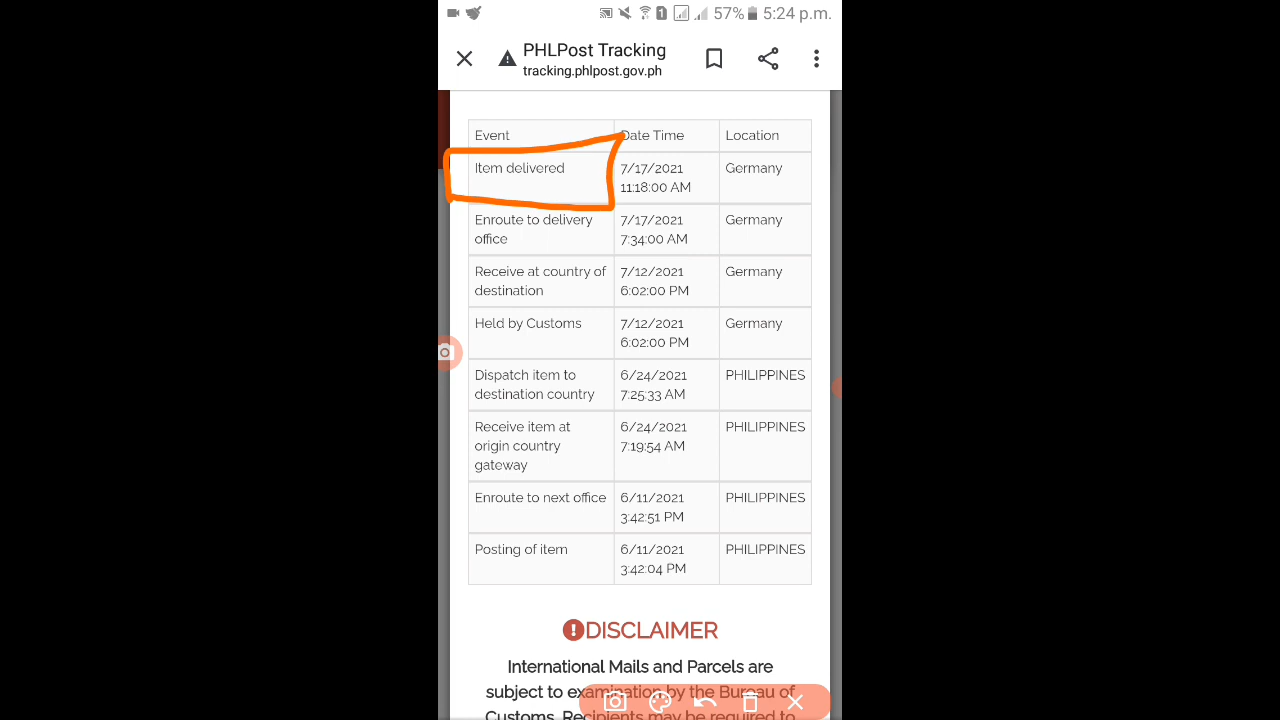 1 57% 5:24 p.m.
PHLPost Tracking
tracking.phlpost.gov.ph
Event Date Time Location
Item delivered 7/17/2021 Germany
11:18:00 AM
Enroute to delivery 7/17/2021 Germany
office 7:34:00 AM
Receive at country of 7/12/2021 Germany
destination 6:02:00 PM
Held by Customs 7/12/2021 Germany
6:02:00 PM
Dispatch item to 6/24/2021 PHILIPPINES
destination country 7:25:33 AM
Receive item at 6/24/2021 PHILIPPINES
origin country 7:19:54 AM
gateway
Enroute to next office 6/11/2021 PHILIPPINES
3:42:51 PM
Posting of item 6/11/2021 PHILIPPINES
3:42:04 PM
DISCLAIMER
International Mails and Parcels are
subject to examination by the Bureau of
Customs. Recipients may be required to